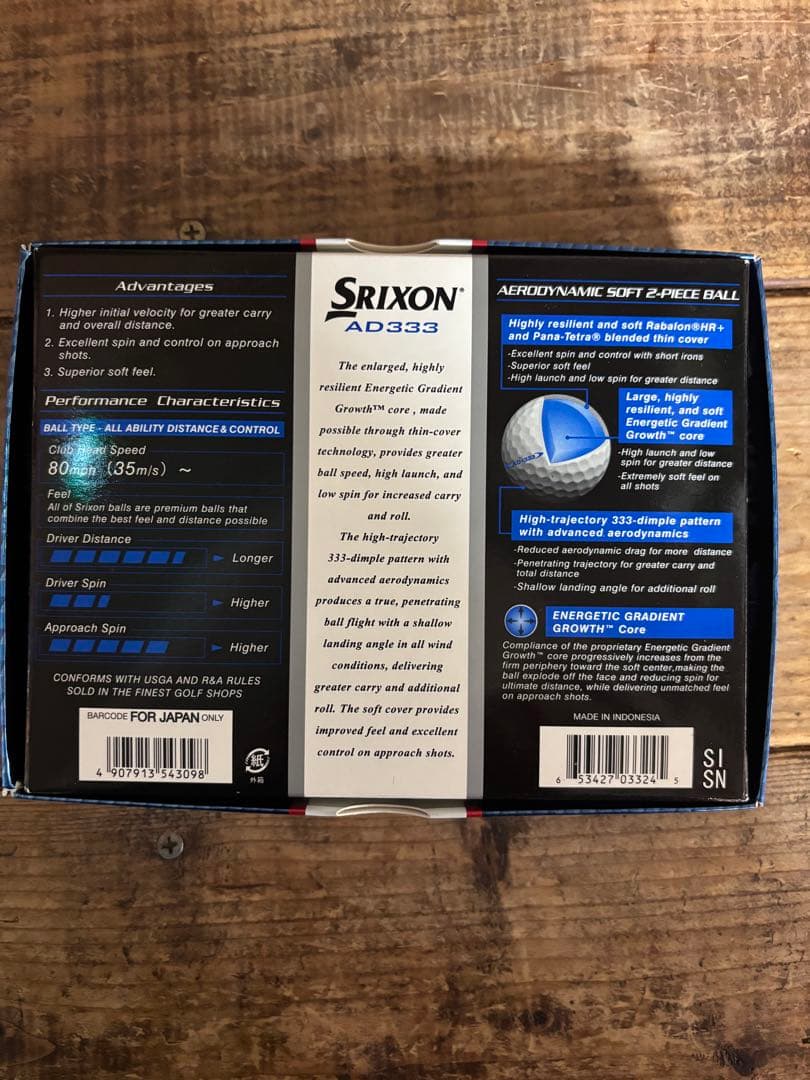 Advantages
1. Higher initial velocity for greater carry
and overall distance.
2. Excellent spin and control on approach
shots.
3. Superior soft feel.
Performance Characteristics
BALL TYPE - ALL ABILITY DISTANCE & CONTROL
Club Head Speed
80mph (35m/s) ~
Feel
All of Srixon balls are premium balls that
combine the best feel and distance possible
Driver Distance
Longer
Driver Spin
Higher
Approach Spin
Higher
CONFORMS WITH USGA AND R&A RULES
SOLD IN THE FINEST GOLF SHOPS
BARCODE FOR JAPAN ONLY
4 907913 543098
紙
外箱
SRIXON®
AD333
The enlarged, highly
resilient Energetic Gradient
Growth™ core , made
possible through thin-cover
technology, provides greater
ball speed, high launch, and
low spin for increased carry
and roll.
The high-trajectory
333-dimple pattern with
advanced aerodynamics
produces a true, penetrating
ball flight with a shallow
landing angle in all wind
conditions, delivering
greater carry and additional
roll. The soft cover provides
improved feel and excellent
control on approach shots.
AERODYNAMIC SOFT 2-PIECE BALL
Highly resilient and soft Rabalon®HR+
and Pana-Tetra® blended thin cover
-Excellent spin and control with short irons
-Superior soft feel
-High launch and low spin for greater distance
Large, highly
resilient, and soft
Energetic Gradient
Growth™ core
-High launch and low
spin for greater distance
-Extremely soft feel on
all shots
High-trajectory 333-dimple pattern
with advanced aerodynamics
-Reduced aerodynamic drag for more distance
-Penetrating trajectory for greater carry and
total distance
-Shallow landing angle for additional roll
ENERGETIC GRADIENT
GROWTH™ Core
Compliance of the proprietary Energetic Gradient
Growth™ core progressively increases from the
firm periphery toward the soft center,making the
ball explode off the face and reducing spin for
ultimate distance, while delivering unmatched feel
on approach shots.
MADE IN INDONESIA
6 53427 03324 5
SI
SN